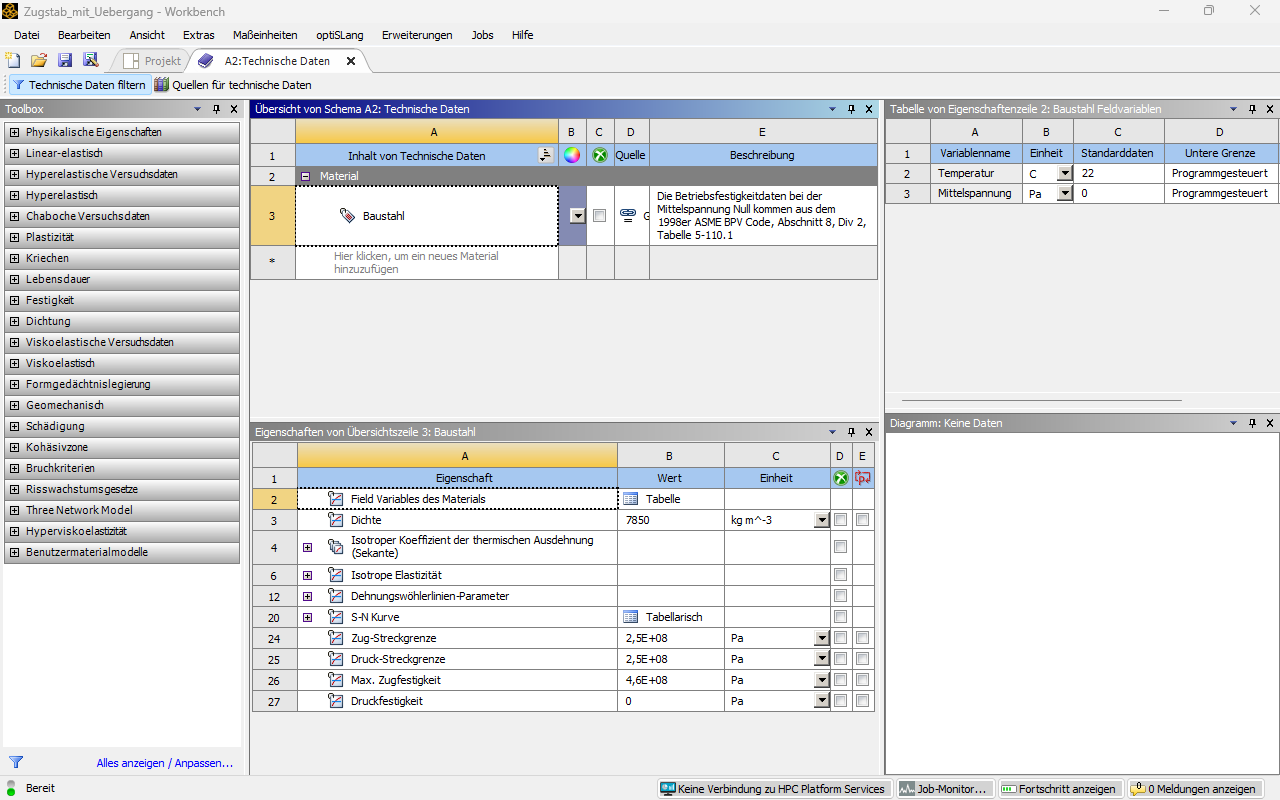 Zugstab_mit_Uebergang - Workbench
Datei Bearbeiten Ansicht Extras Maßeinheiten optiSLang Erweiterungen Jobs Hilfe
Projekt A2:Technische Daten
Technische Daten filtern Quellen für technische Daten
Toolbox
Physikalische Eigenschaften
Linear-elastisch
Hyperelastische Versuchsdaten
Hyperelastisch
Chaboche Versuchsdaten
Plastizität
Kriechen
Lebensdauer
Festigkeit
Dichtung
Viskoelastische Versuchsdaten
Viskoelastisch
Formgedächtnislegierung
Geomechanisch
Schädigung
Kohäsivzone
Bruchkriterien
Risswachstumsgesetze
Three Network Model
Hyperviskoelastizität
Benutzermaterialmodelle
Alles anzeigen / Anpassen...
Übersicht von Schema A2: Technische Daten
A B C D E
1 Inhalt von Technische Daten Quelle Beschreibung
2 Material
3 Baustahl G Die Betriebsfestigkeitdaten bei der
Mittelspannung Null kommen aus dem
1998er ASME BPV Code, Abschnitt 8, Div 2,
Tabelle 5-110.1
* Hier klicken, um ein neues Material
hinzuzufügen
Eigenschaften von Übersichtszeile 3: Baustahl
A B C D E
1 Eigenschaft Wert Einheit
2 Field Variables des Materials Tabelle
3 Dichte 7850 kg m^-3
4 Isotroper Koeffizient der thermischen Ausdehnung
(Sekante)
6 Isotrope Elastizität
12 Dehnungswöhlerlinien-Parameter
20 S-N Kurve Tabellarisch
24 Zug-Streckgrenze 2,5E+08 Pa
25 Druck-Streckgrenze 2,5E+08 Pa
26 Max. Zugfestigkeit 4,6E+08 Pa
27 Druckfestigkeit 0 Pa
Tabelle von Eigenschaftenzeile 2: Baustahl Feldvariablen
A B C D
1 Variablenname Einheit Standarddaten Untere Grenze
2 Temperatur C 22 Programmgesteuert
3 Mittelspannung Pa 0 Programmgesteuert
Diagramm: Keine Daten
Bereit
Keine Verbindung zu HPC Platform Services Job-Monitor... Fortschritt anzeigen 0 Meldungen anzeigen